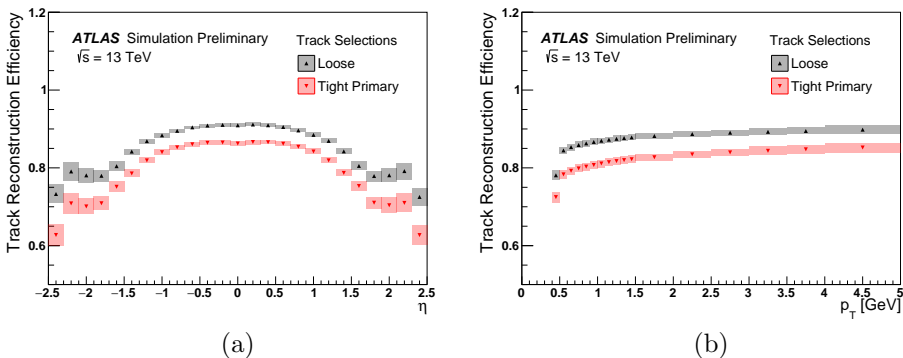 Track Reconstruction Efficiency
1.2
1
0.8
0.6
ATLAS Simulation Preliminary
√s = 13 TeV
Track Selections
Loose
Tight Primary
−2.5 −2 −1.5 −1 −0.5 0 0.5 1 1.5 2 2.5
η
(a)
Track Reconstruction Efficiency
1.2
1
0.8
0.6
ATLAS Simulation Preliminary
√s = 13 TeV
Track Selections
Loose
Tight Primary
0 0.5 1 1.5 2 2.5 3 3.5 4 4.5 5
p_T [GeV]
(b)